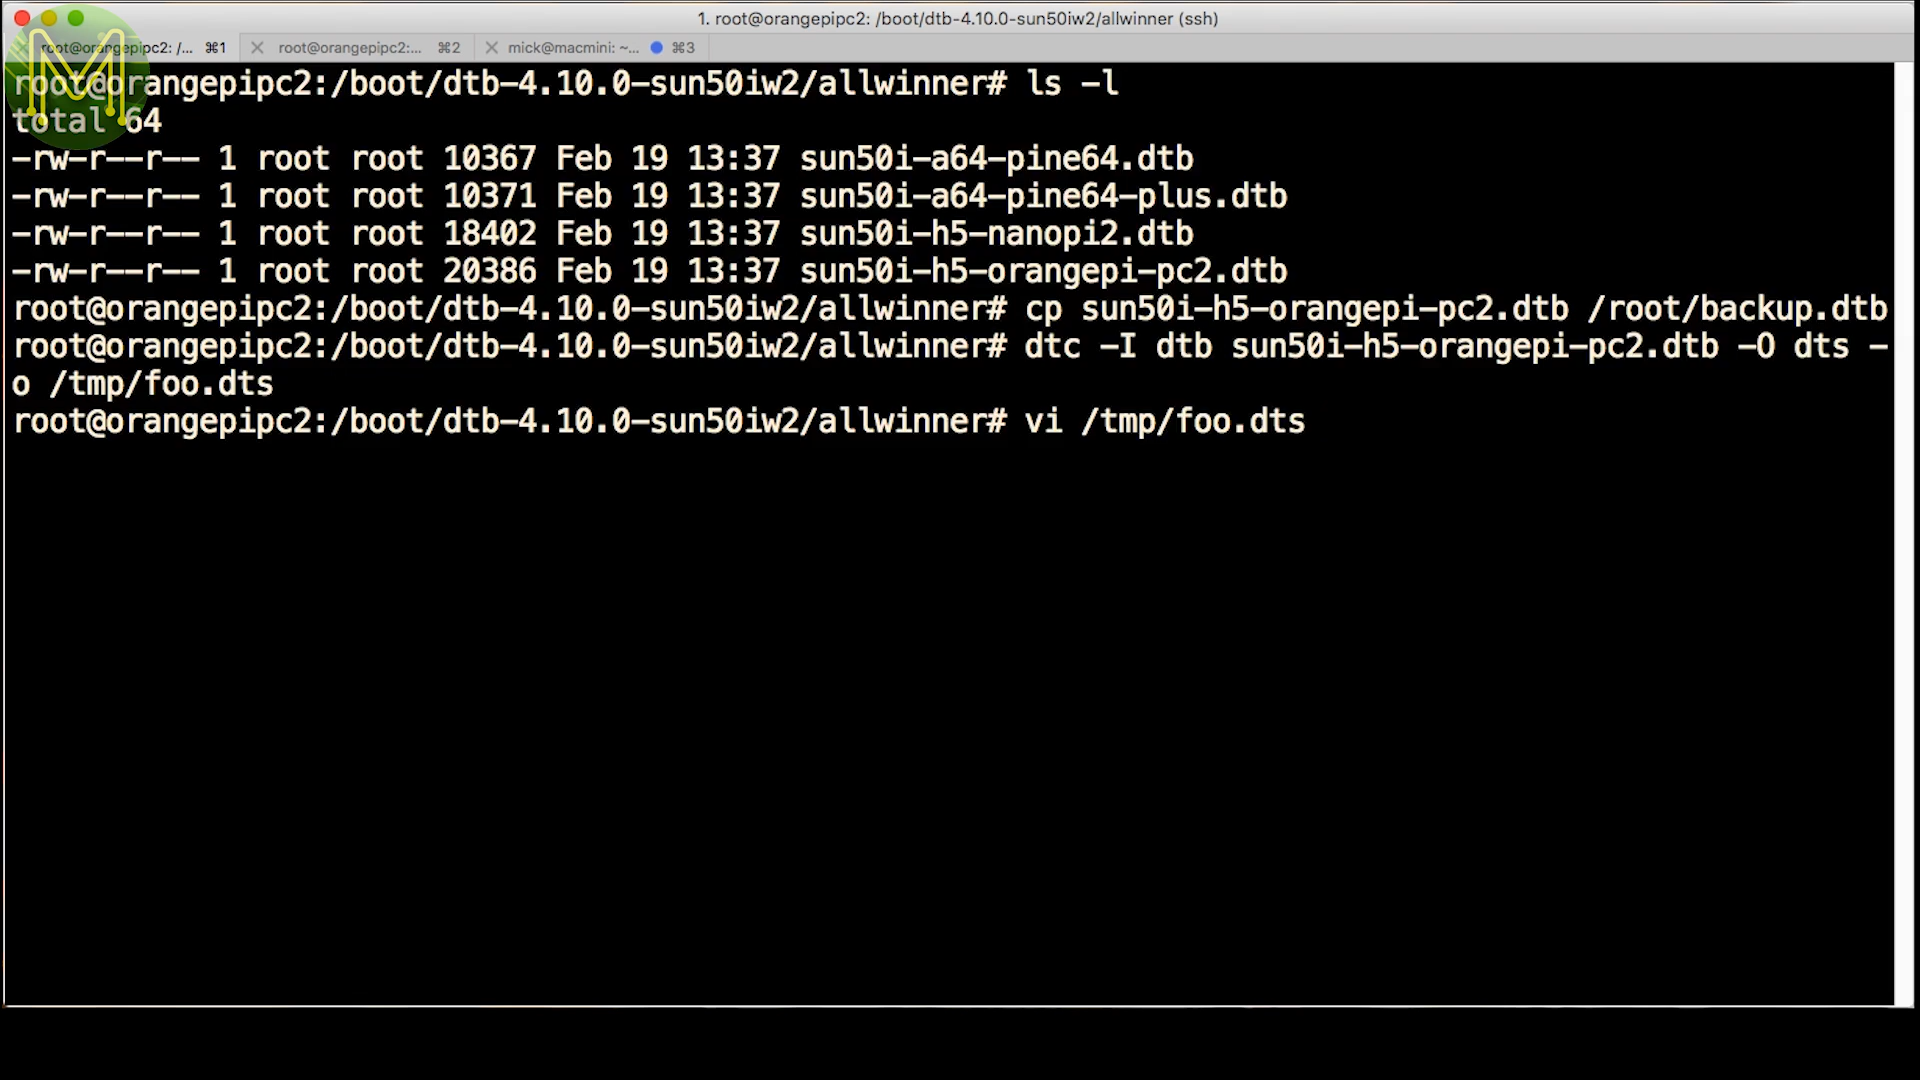 1. root@orangepipc2: /boot/dtb-4.10.0-sun50iw2/allwinner (ssh)
root@orangepipc2: /... ⌘1 root@orangepipc2:... ⌘2 mick@macmini: ~... ⌘3
M
root@orangepipc2:/boot/dtb-4.10.0-sun50iw2/allwinner# ls -l
total 64
-rw-r--r-- 1 root root 10367 Feb 19 13:37 sun50i-a64-pine64.dtb
-rw-r--r-- 1 root root 10371 Feb 19 13:37 sun50i-a64-pine64-plus.dtb
-rw-r--r-- 1 root root 18402 Feb 19 13:37 sun50i-h5-nanopi2.dtb
-rw-r--r-- 1 root root 20386 Feb 19 13:37 sun50i-h5-orangepi-pc2.dtb
root@orangepipc2:/boot/dtb-4.10.0-sun50iw2/allwinner# cp sun50i-h5-orangepi-pc2.dtb /root/backup.dtb
root@orangepipc2:/boot/dtb-4.10.0-sun50iw2/allwinner# dtc -I dtb sun50i-h5-orangepi-pc2.dtb -O dts -
o /tmp/foo.dts
root@orangepipc2:/boot/dtb-4.10.0-sun50iw2/allwinner# vi /tmp/foo.dts